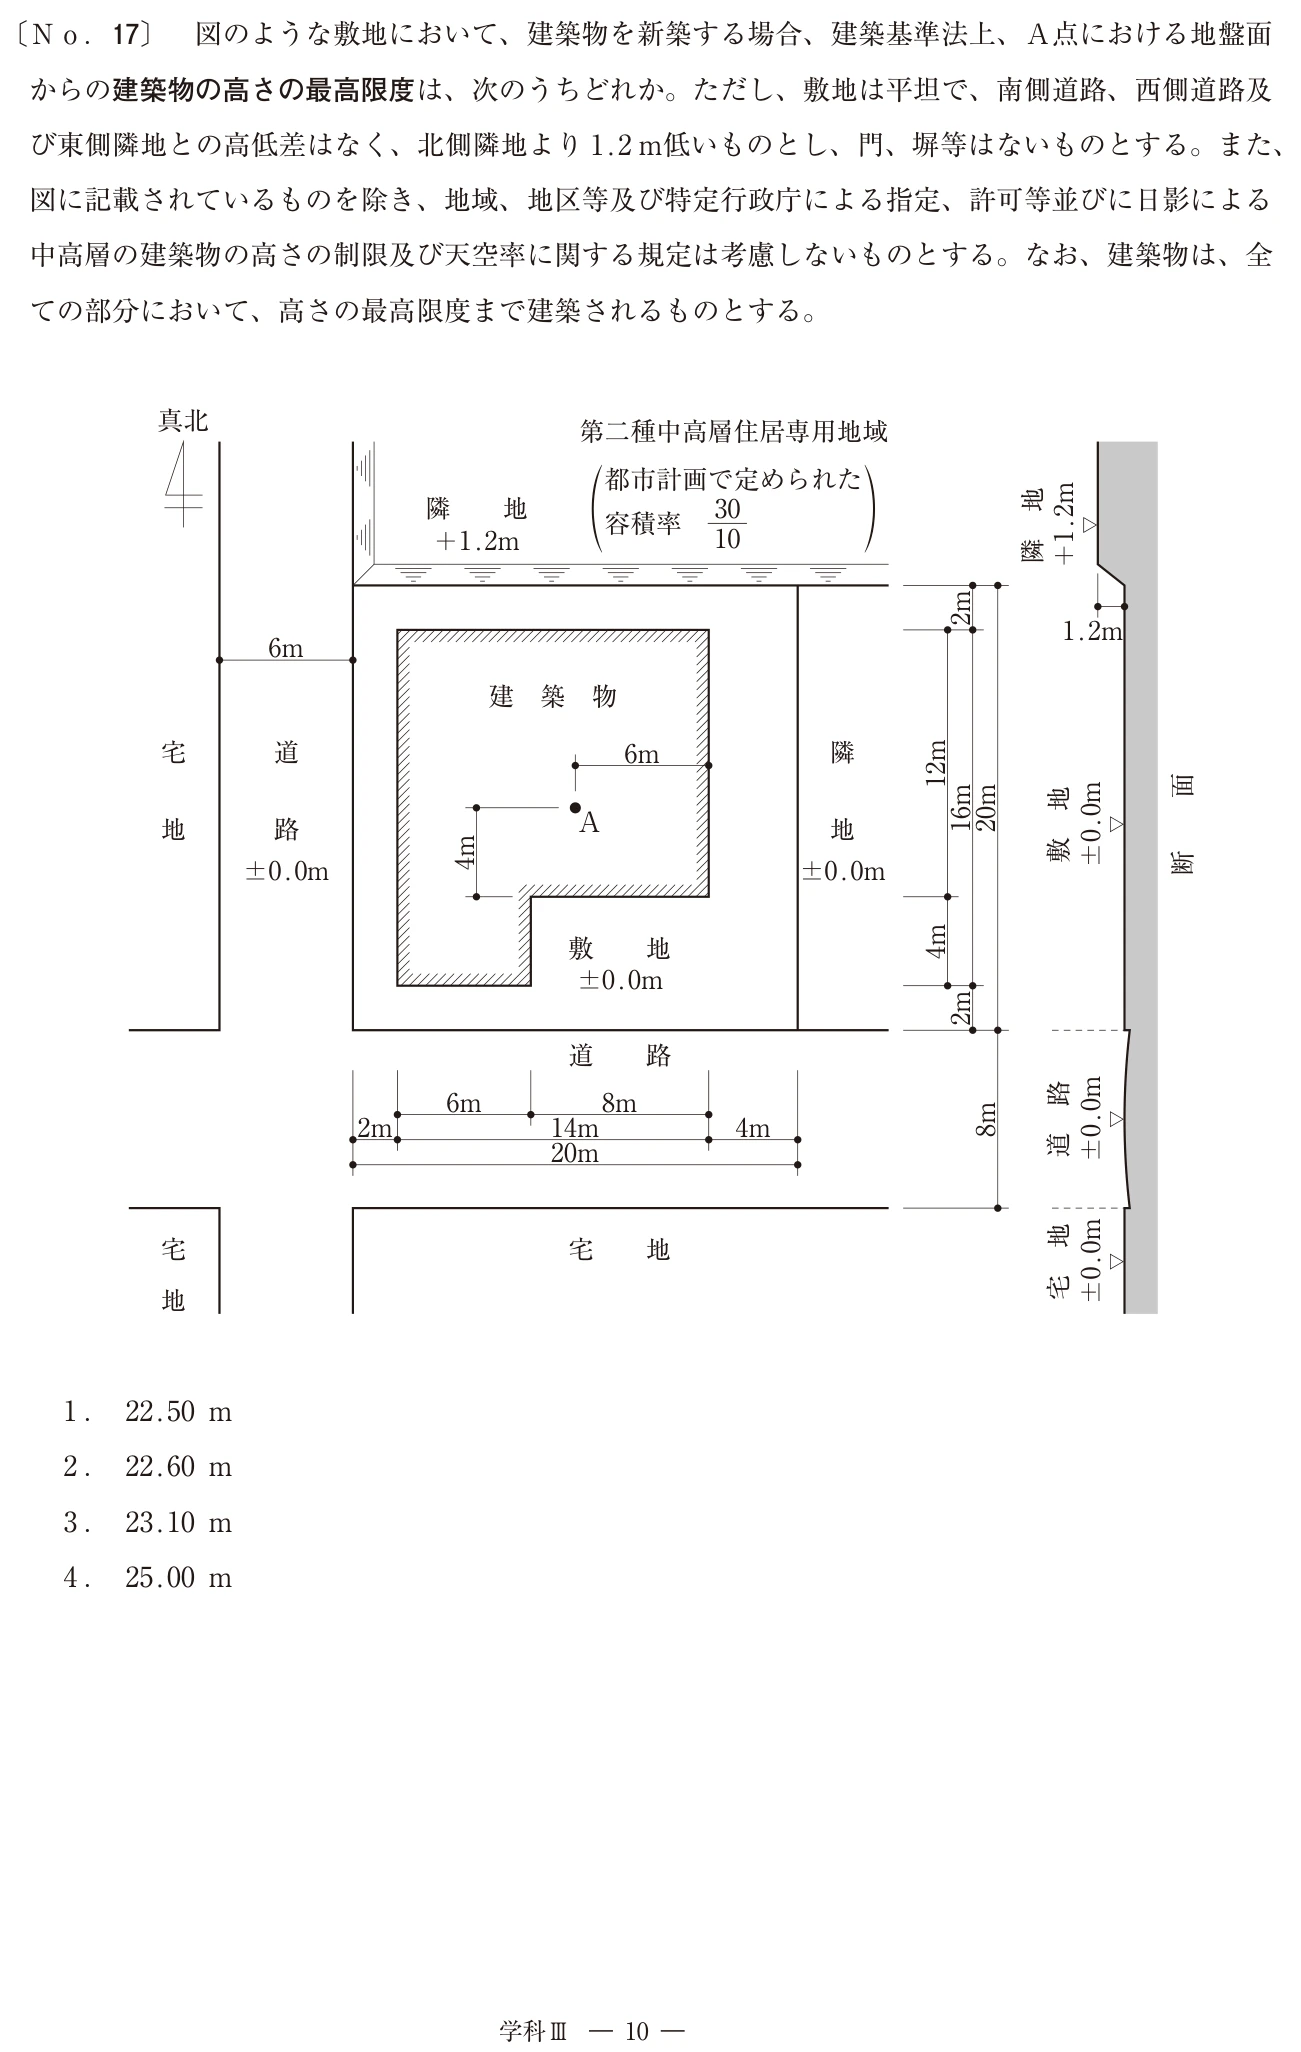 〔Ｎｏ．17〕　図のような敷地において、建築物を新築する場合、建築基準法上、Ａ点における地盤面
からの建築物の高さの最高限度は、次のうちどれか。ただし、敷地は平坦で、南側道路、西側道路及
び東側隣地との高低差はなく、北側隣地より1.2m低いものとし、門、塀等はないものとする。また、
図に記載されているものを除き、地域、地区等及び特定行政庁による指定、許可等並びに日影による
中高層の建築物の高さの制限及び天空率に関する規定は考慮しないものとする。なお、建築物は、全
ての部分において、高さの最高限度まで建築されるものとする。
真北
第二種中高層住居専用地域
(都市計画で定められた
容積率 30/10)
隣地
+1.2m
隣地
+1.2m
2m
1.2m
6m
建築物
6m
A
4m
宅地
道路
±0.0m
隣地
±0.0m
12m
16m
20m
敷地
±0.0m
断面
敷地
±0.0m
4m
2m
道路
6m
8m
2m
14m
4m
20m
8m
道路
±0.0m
宅地
宅地
宅地
±0.0m
1. 22.50 m
2. 22.60 m
3. 23.10 m
4. 25.00 m
学科Ⅲ — 10 —